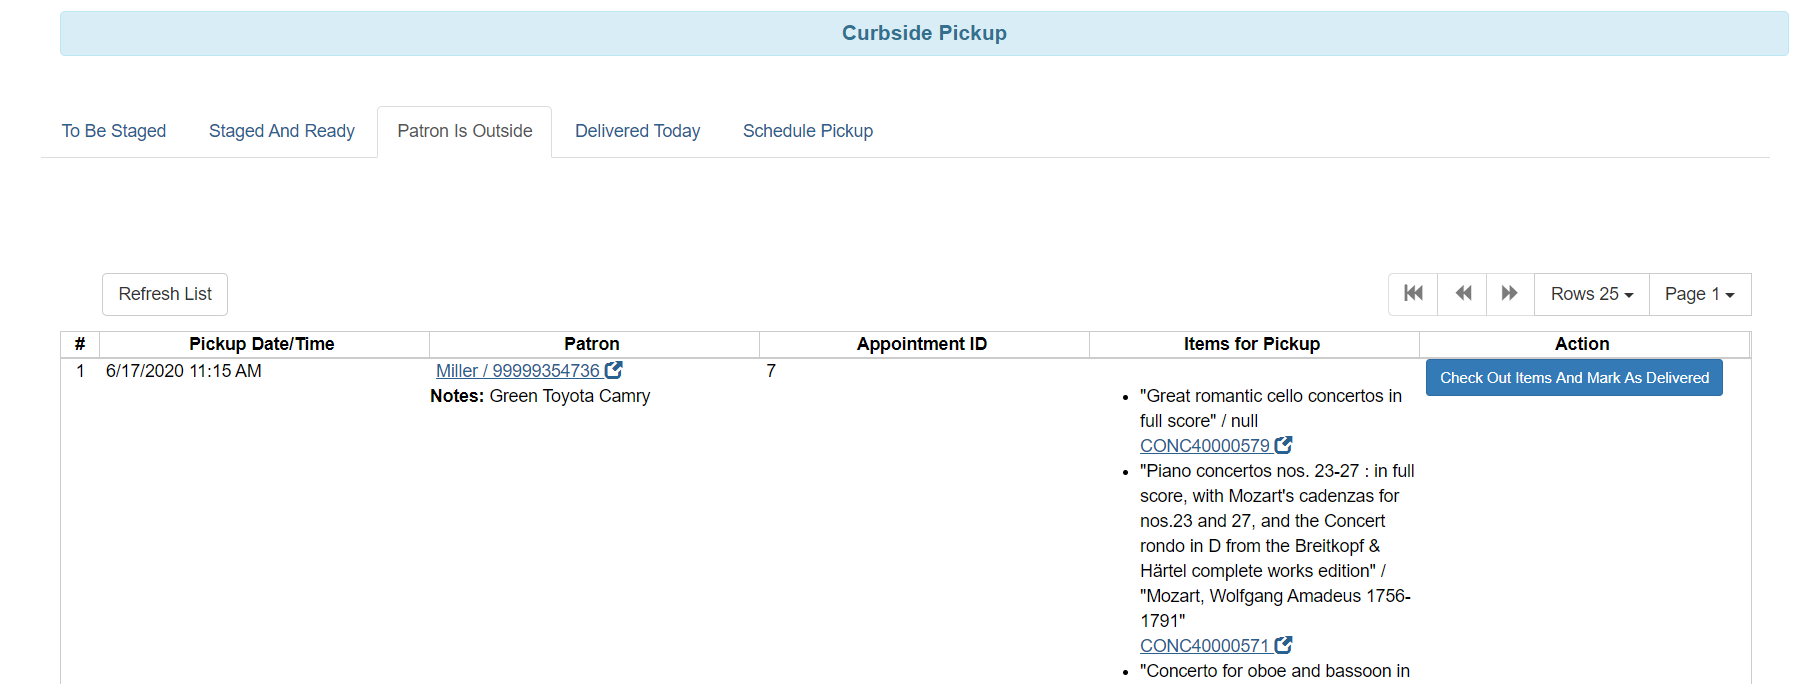 Curbside Pickup
To Be Staged Staged And Ready Patron Is Outside Delivered Today Schedule Pickup
Refresh List Rows 25 Page 1
# Pickup Date/Time Patron Appointment ID Items for Pickup Action
1 6/17/2020 11:15 AM Miller / 99999354736 7 Check Out Items And Mark As Delivered
Notes: Green Toyota Camry
"Great romantic cello concertos in
full score" / null
CONC40000579
"Piano concertos nos. 23-27 : in full
score, with Mozart's cadenzas for
nos.23 and 27, and the Concert
rondo in D from the Breitkopf &
Härtel complete works edition" /
"Mozart, Wolfgang Amadeus 1756-
1791"
CONC40000571
"Concerto for oboe and bassoon in